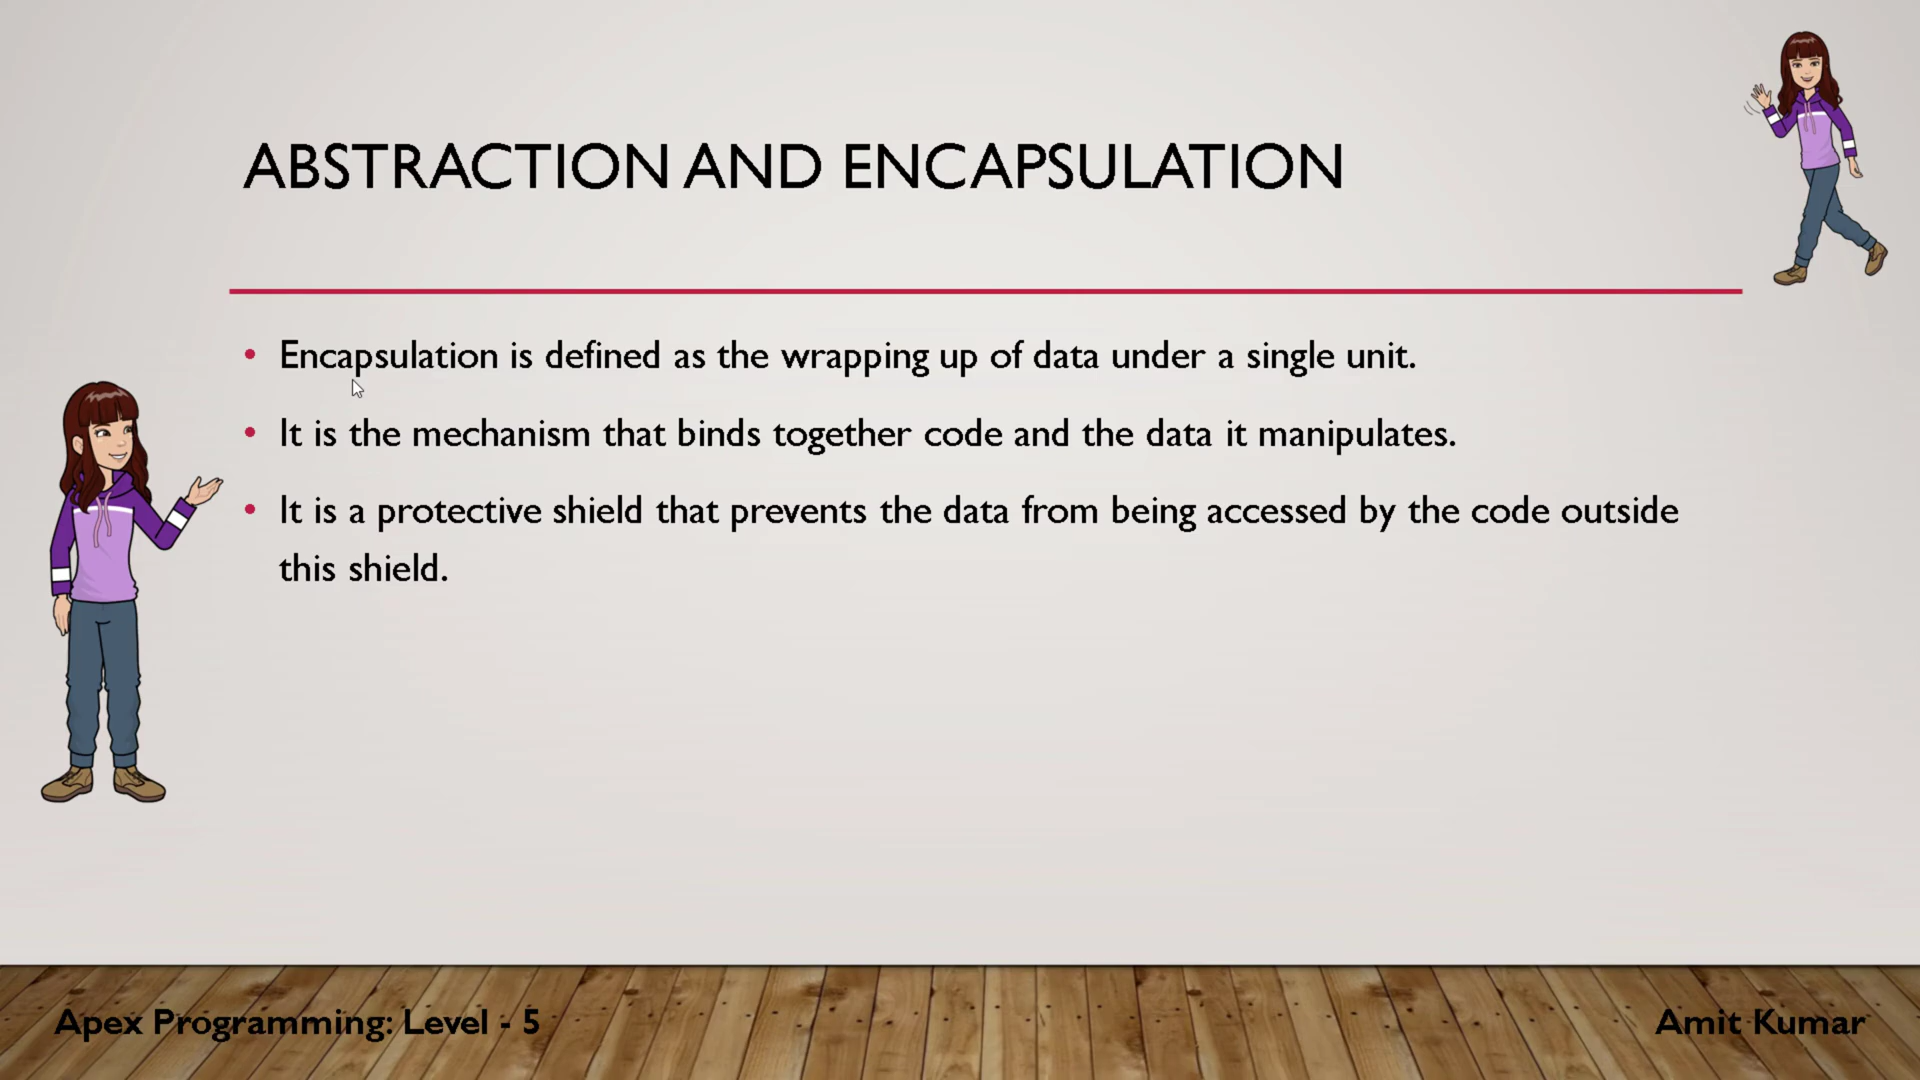 ABSTRACTION AND ENCAPSULATION
• Encapsulation is defined as the wrapping up of data under a single unit.
• It is the mechanism that binds together code and the data it manipulates.
• It is a protective shield that prevents the data from being accessed by the code outside
this shield.
Apex Programming: Level - 5
Amit Kumar